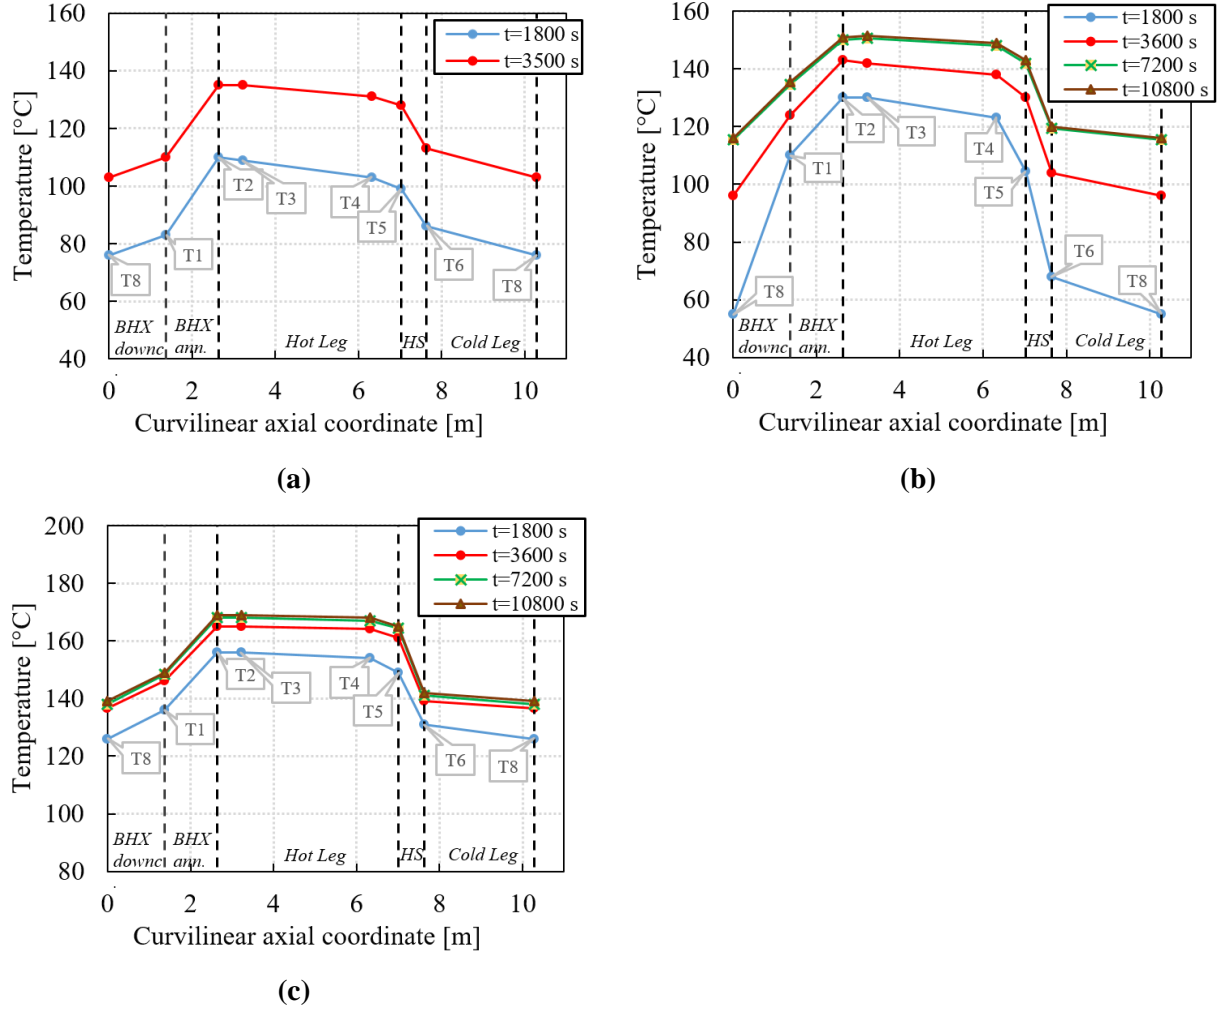 160
140
120
100
80
60
40
Temperature [°C]
t=1800 s
t=3500 s
T8
T1
T2
T3
T4
T5
T6
T8
BHX downc.
BHX ann.
Hot Leg
HS
Cold Leg
0 2 4 6 8 10
Curvilinear axial coordinate [m]
(a)
160
140
120
100
80
60
40
Temperature [°C]
t=1800 s
t=3600 s
t=7200 s
t=10800 s
T8
T1
T2
T3
T4
T5
T6
T8
BHX downc
BHX ann.
Hot Leg
HS
Cold Leg
0 2 4 6 8 10
Curvilinear axial coordinate [m]
(b)
200
180
160
140
120
100
80
Temperature [°C]
t=1800 s
t=3600 s
t=7200 s
t=10800 s
T8
T1
T2
T3
T4
T5
T6
T8
BHX downc
BHX ann.
Hot Leg
HS
Cold Leg
0 2 4 6 8 10
Curvilinear axial coordinate [m]
(c)